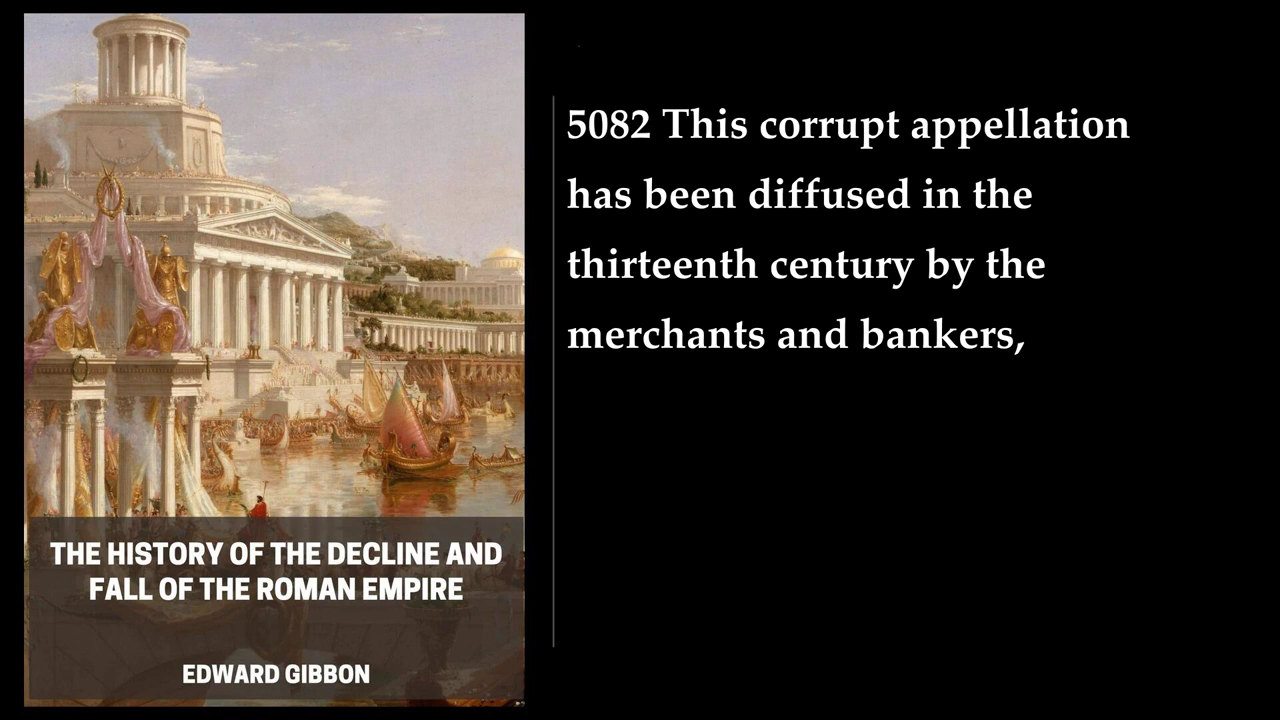 5082 This corrupt appellation
has been diffused in the
thirteenth century by the
merchants and bankers,
THE HISTORY OF THE DECLINE AND
FALL OF THE ROMAN EMPIRE
EDWARD GIBBON